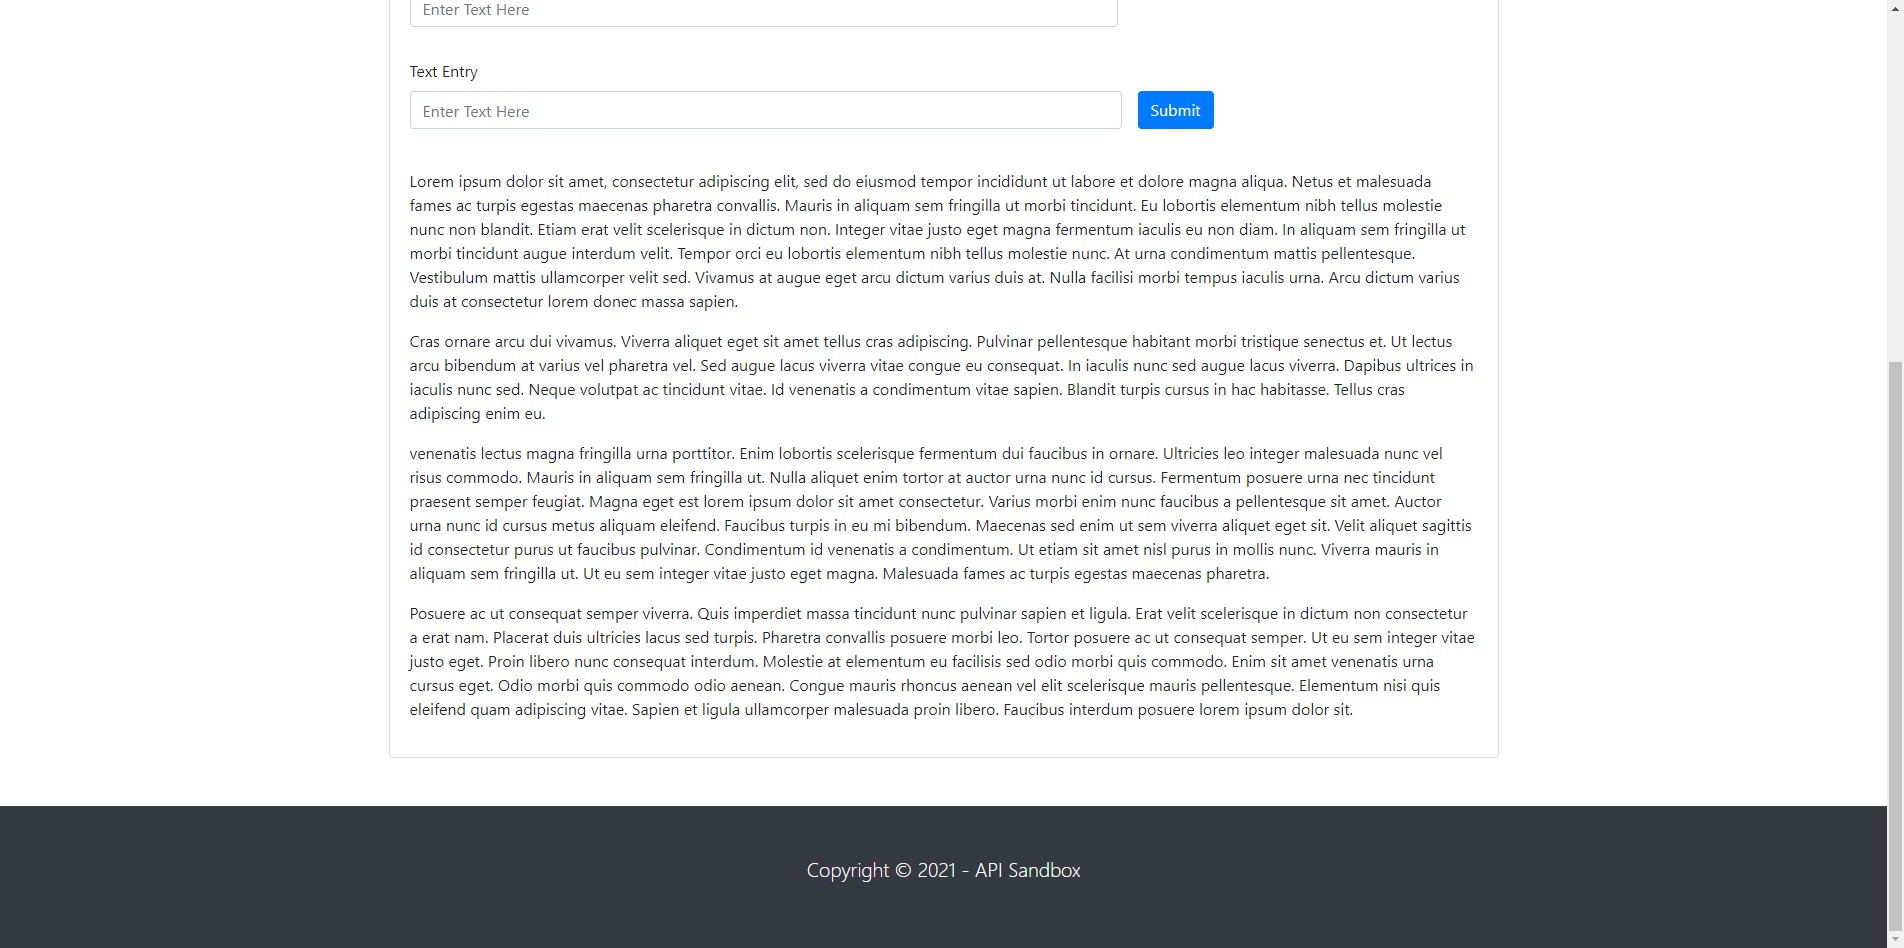 Enter Text Here
Text Entry
Enter Text Here
Submit
Lorem ipsum dolor sit amet, consectetur adipiscing elit, sed do eiusmod tempor incididunt ut labore et dolore magna aliqua. Netus et malesuada
fames ac turpis egestas maecenas pharetra convallis. Mauris in aliquam sem fringilla ut morbi tincidunt. Eu lobortis elementum nibh tellus molestie
nunc non blandit. Etiam erat velit scelerisque in dictum non. Integer vitae justo eget magna fermentum iaculis eu non diam. In aliquam sem fringilla ut
morbi tincidunt augue interdum velit. Tempor orci eu lobortis elementum nibh tellus molestie nunc. At urna condimentum mattis pellentesque.
Vestibulum mattis ullamcorper velit sed. Vivamus at augue eget arcu dictum varius duis at. Nulla facilisi morbi tempus iaculis urna. Arcu dictum varius
duis at consectetur lorem donec massa sapien.
Cras ornare arcu dui vivamus. Viverra aliquet eget sit amet tellus cras adipiscing. Pulvinar pellentesque habitant morbi tristique senectus et. Ut lectus
arcu bibendum at varius vel pharetra vel. Sed augue lacus viverra vitae congue eu consequat. In iaculis nunc sed augue lacus viverra. Dapibus ultrices in
iaculis nunc sed. Neque volutpat ac tincidunt vitae. Id venenatis a condimentum vitae sapien. Blandit turpis cursus in hac habitasse. Tellus cras
adipiscing enim eu.
venenatis lectus magna fringilla urna porttitor. Enim lobortis scelerisque fermentum dui faucibus in ornare. Ultricies leo integer malesuada nunc vel
risus commodo. Mauris in aliquam sem fringilla ut. Nulla aliquet enim tortor at auctor urna nunc id cursus. Fermentum posuere urna nec tincidunt
praesent semper feugiat. Magna eget est lorem ipsum dolor sit amet consectetur. Varius morbi enim nunc faucibus a pellentesque sit amet. Auctor
urna nunc id cursus metus aliquam eleifend. Faucibus turpis in eu mi bibendum. Maecenas sed enim ut sem viverra aliquet eget sit. Velit aliquet sagittis
id consectetur purus ut faucibus pulvinar. Condimentum id venenatis a condimentum. Ut etiam sit amet nisl purus in mollis nunc. Viverra mauris in
aliquam sem fringilla ut. Ut eu sem integer vitae justo eget magna. Malesuada fames ac turpis egestas maecenas pharetra.
Posuere ac ut consequat semper viverra. Quis imperdiet massa tincidunt nunc pulvinar sapien et ligula. Erat velit scelerisque in dictum non consectetur
a erat nam. Placerat duis ultricies lacus sed turpis. Pharetra convallis posuere morbi leo. Tortor posuere ac ut consequat semper. Ut eu sem integer vitae
justo eget. Proin libero nunc consequat interdum. Molestie at elementum eu facilisis sed odio morbi quis commodo. Enim sit amet venenatis urna
cursus eget. Odio morbi quis commodo odio aenean. Congue mauris rhoncus aenean vel elit scelerisque mauris pellentesque. Elementum nisi quis
eleifend quam adipiscing vitae. Sapien et ligula ullamcorper malesuada proin libero. Faucibus interdum posuere lorem ipsum dolor sit.
Copyright © 2021 - API Sandbox